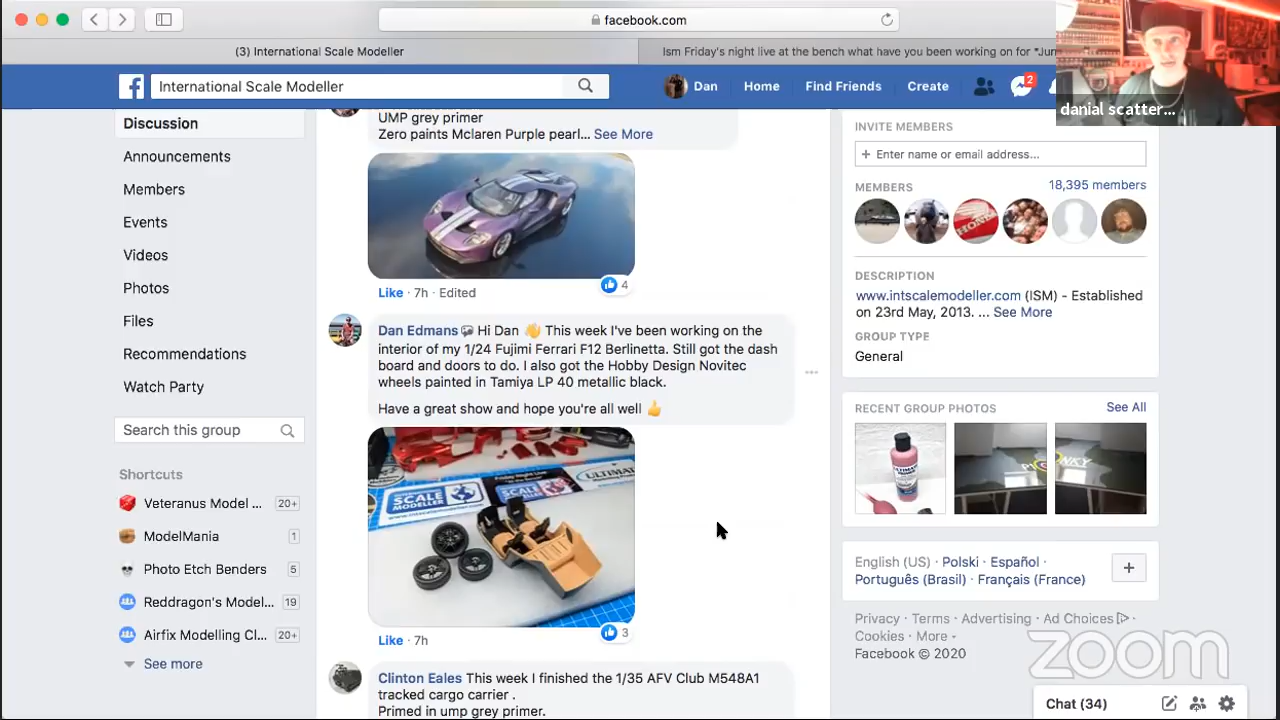 facebook.com
(3) International Scale Modeller
Ism Friday's night live at the bench what have you been working on for *Jun
International Scale Modeller
Dan
Home
Find Friends
Create
2
danial scatter...
Discussion
Announcements
Members
Events
Videos
Photos
Files
Recommendations
Watch Party
Search this group
Shortcuts
Veteranus Model ...
20+
ModelMania
1
Photo Etch Benders
5
Reddragon's Model...
19
Airfix Modelling Cl...
20+
See more
UMP grey primer
Zero paints Mclaren Purple pearl... See More
4
Like · 7h · Edited
Dan Edmans Hi Dan 👋 This week I've been working on the
interior of my 1/24 Fujimi Ferrari F12 Berlinetta. Still got the dash
board and doors to do. I also got the Hobby Design Novitec
wheels painted in Tamiya LP 40 metallic black.
Have a great show and hope you're all well 👍
SCALE
MODELLER
SCALE
MODELLER
3
Like · 7h
Clinton Eales This week I finished the 1/35 AFV Club M548A1
tracked cargo carrier .
Primed in ump grey primer.
INVITE MEMBERS
+ Enter name or email address...
MEMBERS
18,395 members
DESCRIPTION
www.intscalemodeller.com (ISM) - Established
on 23rd May, 2013. ... See More
GROUP TYPE
General
RECENT GROUP PHOTOS
See All
English (US) · Polski · Español ·
Português (Brasil) · Français (France)
Privacy · Terms · Advertising · Ad Choices ·
Cookies · More
Facebook © 2020
zoom
Chat (34)